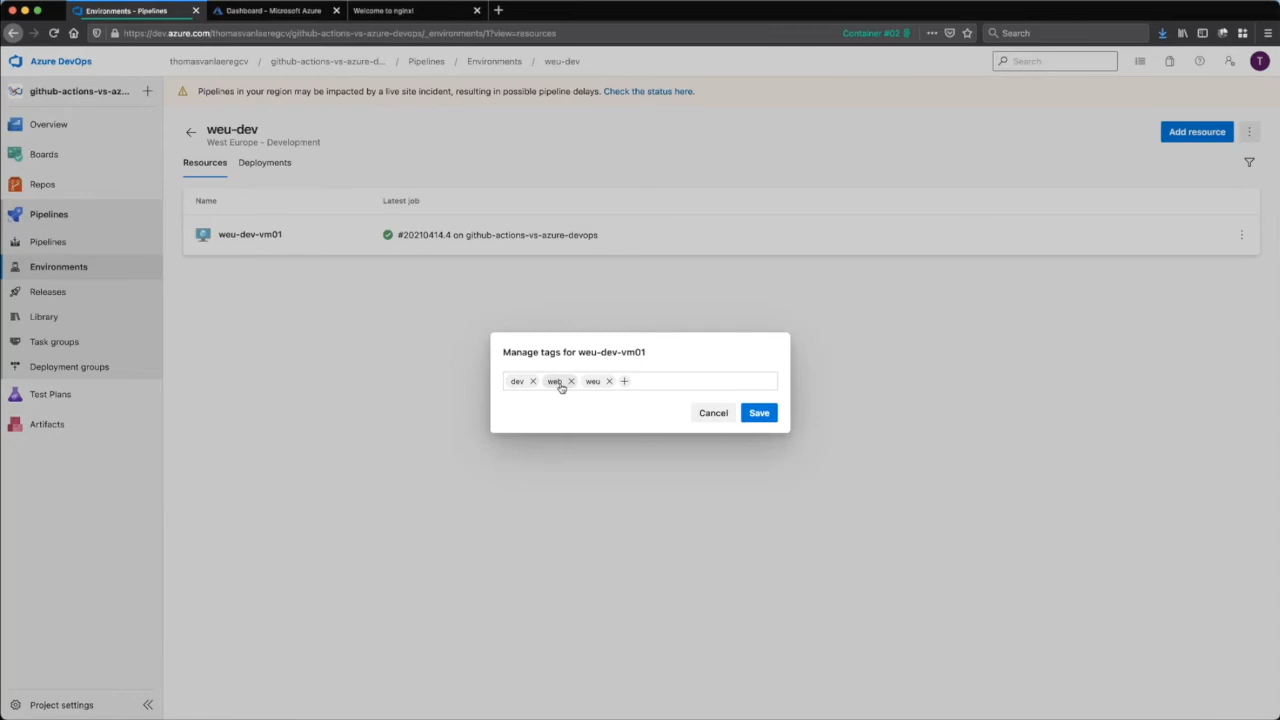 Environments - Pipelines
Dashboard - Microsoft Azure
Welcome to nginx!
https://dev.azure.com/thomasvanlaeregcv/github-actions-vs-azure-devops/_environments/1?view=resources
Container #02
Search
Azure DevOps
thomasvanlaeregcv / github-actions-vs-azure-d... / Pipelines / Environments / weu-dev
Search
T
github-actions-vs-az...
Pipelines in your region may be impacted by a live site incident, resulting in possible pipeline delays. Check the status here.
Overview
Boards
Repos
Pipelines
Pipelines
Environments
Releases
Library
Task groups
Deployment groups
Test Plans
Artifacts
Project settings
weu-dev
West Europe - Development
Add resource
Resources Deployments
Name Latest job
weu-dev-vm01 #20210414.4 on github-actions-vs-azure-devops
Manage tags for weu-dev-vm01
dev web weu
Cancel Save